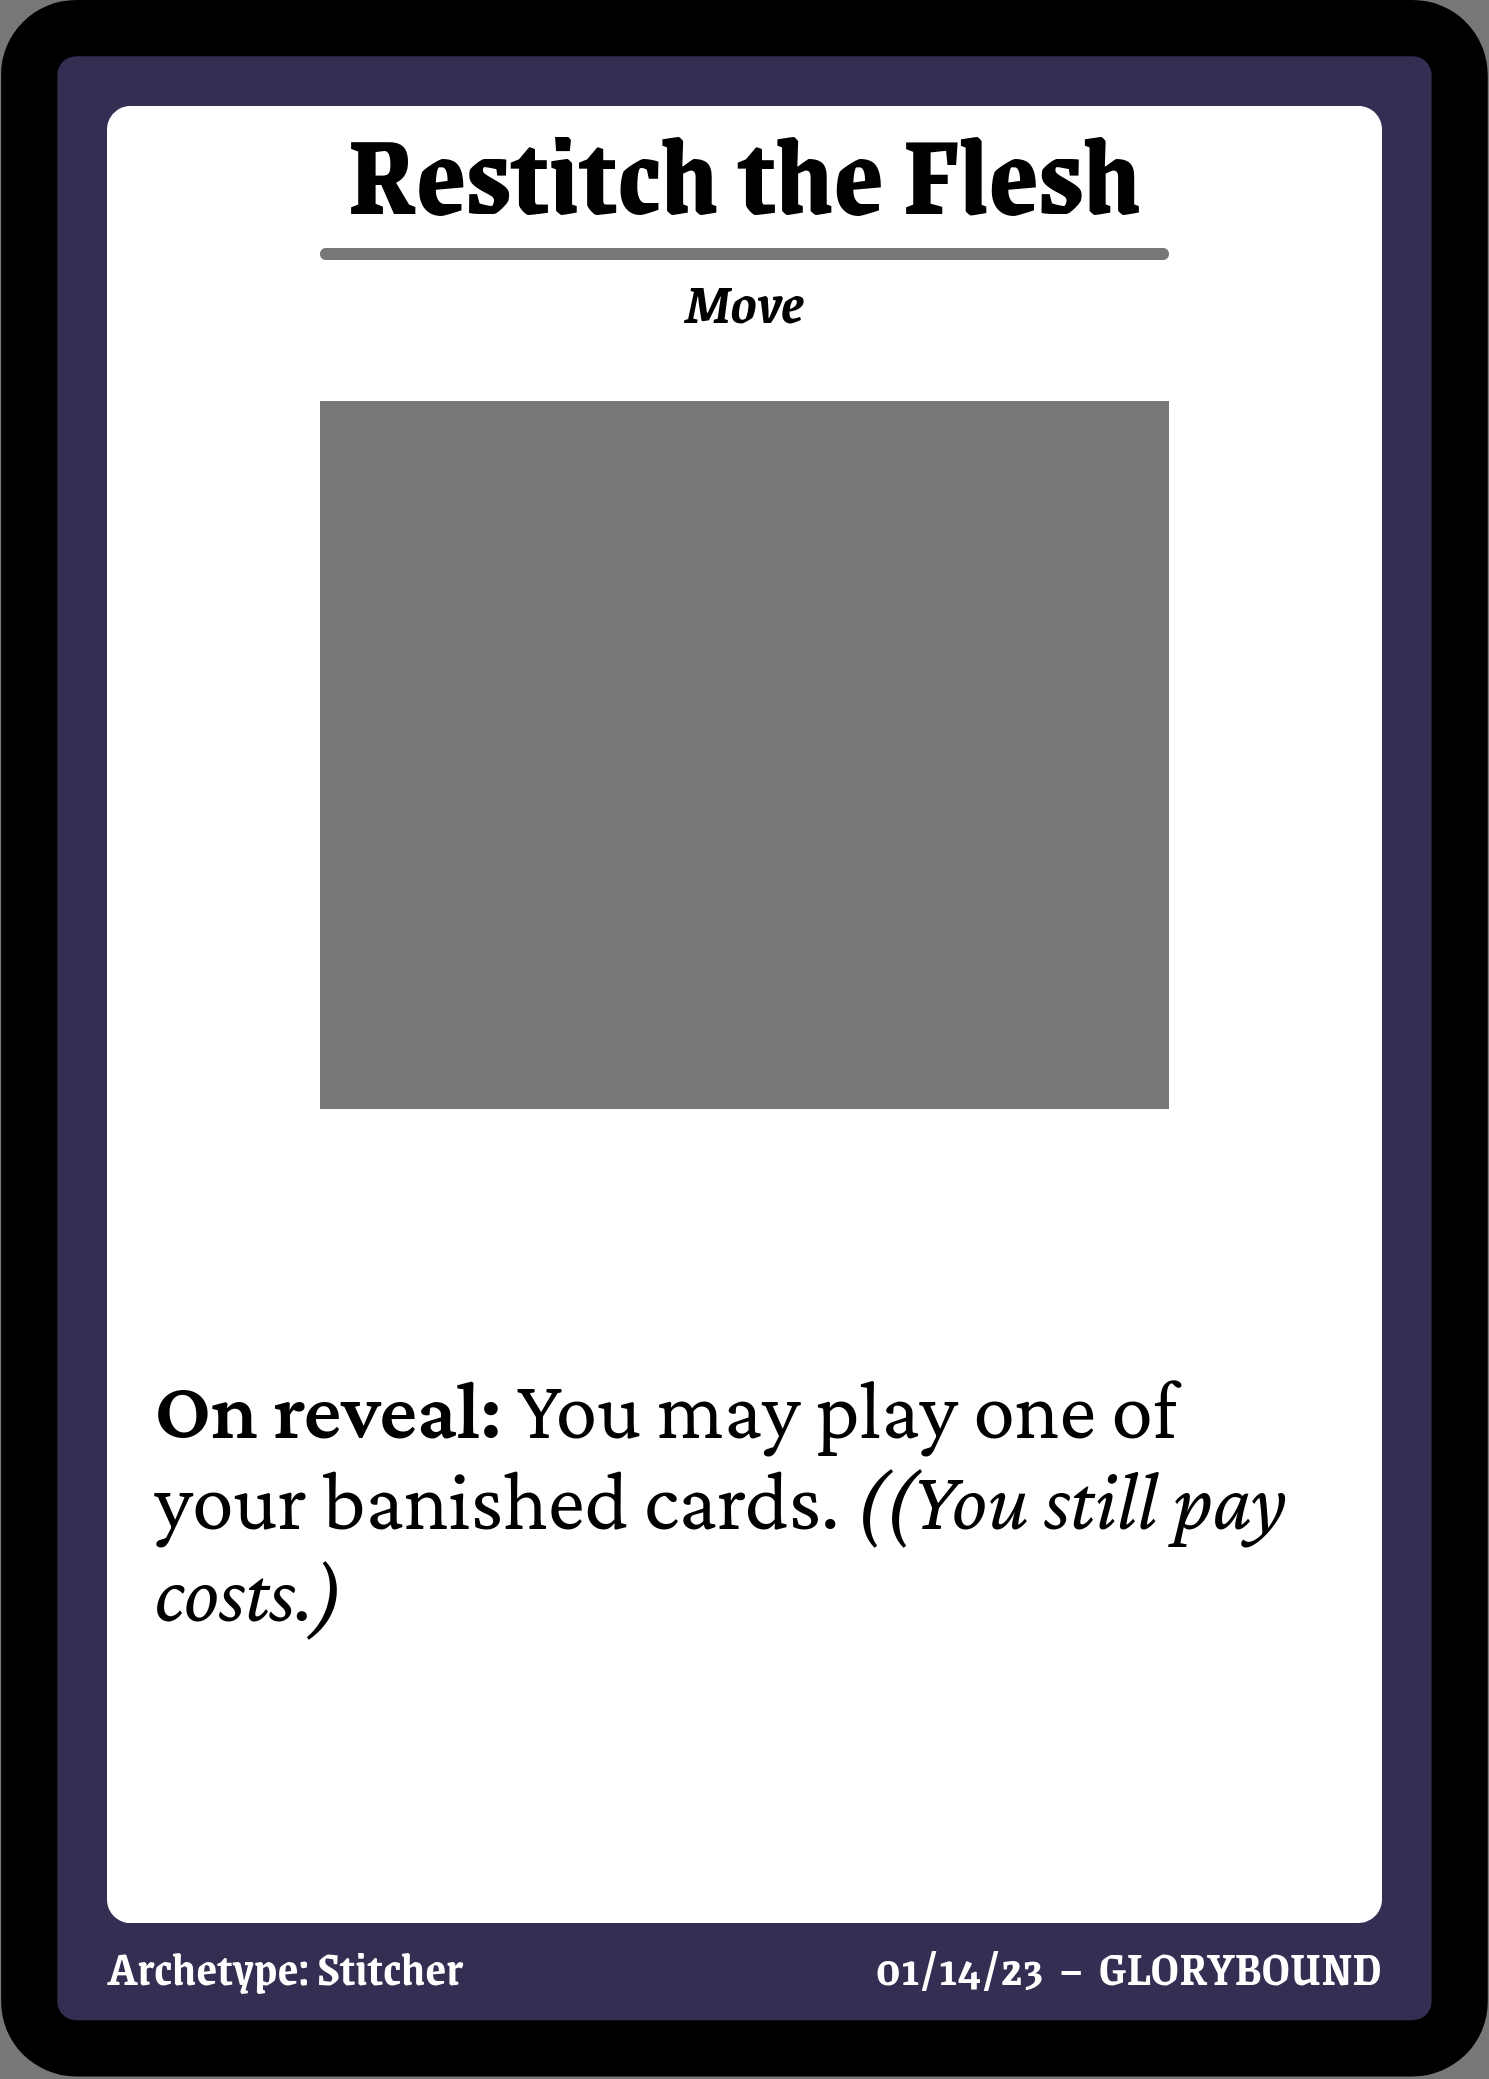 Restitch the Flesh
Move
On reveal: You may play one of
your banished cards. ((You still pay
costs.)
Archetype: Stitcher
01/14/23 – GLORYBOUND